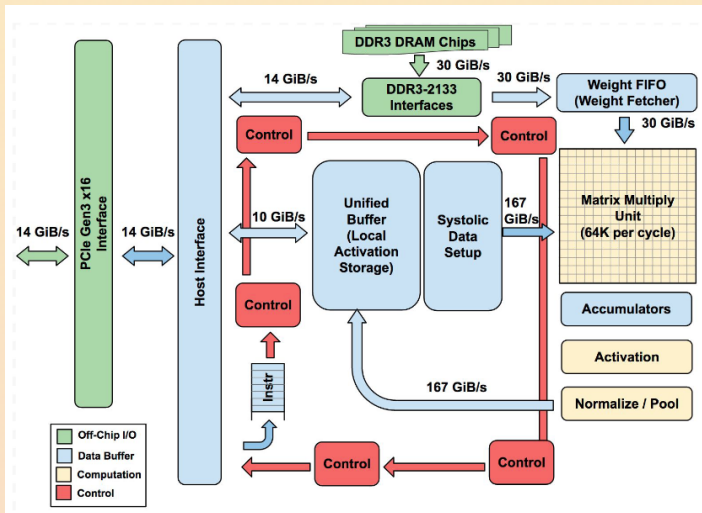 DDR3 DRAM Chips
30 GiB/s
14 GiB/s
DDR3-2133
Interfaces
30 GiB/s
Weight FIFO
(Weight Fetcher)
30 GiB/s
Control
Control
PCIe Gen3 x16
Interface
14 GiB/s
14 GiB/s
Host Interface
10 GiB/s
Unified
Buffer
(Local
Activation
Storage)
Systolic
Data
Setup
167
GiB/s
Matrix Multiply
Unit
(64K per cycle)
Control
Accumulators
Activation
Instr
167 GiB/s
Normalize / Pool
Off-Chip I/O
Data Buffer
Computation
Control
Control
Control